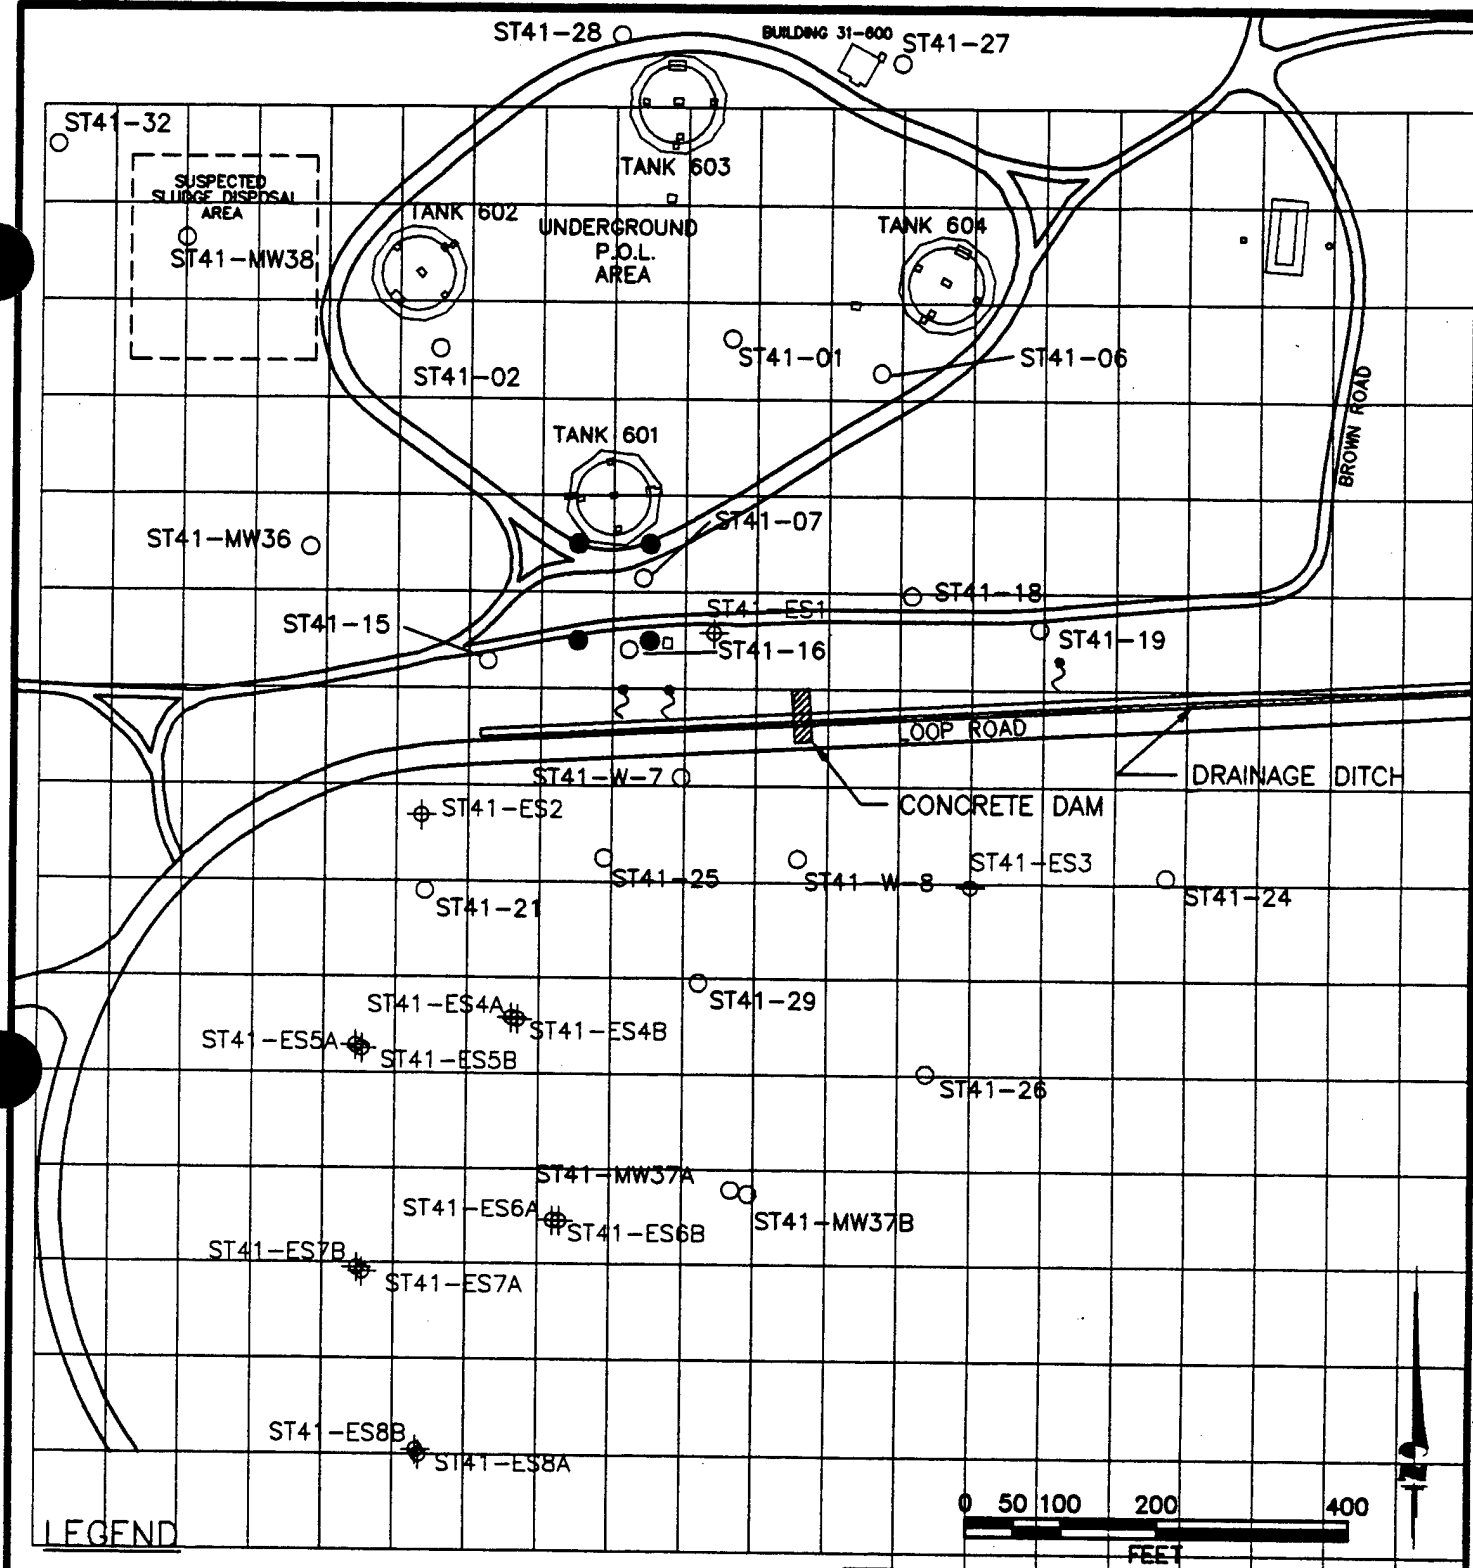 ST41-28
BUILDING 31-600
ST41-27
ST41-32
TANK 603
SUSPECTED
SLUDGE DISPOSAL
AREA
TANK 602
UNDERGROUND
P.O.L.
AREA
TANK 604
ST41-MW38
ST41-01
ST41-06
ST41-02
BROWN ROAD
TANK 601
ST41-07
ST41-MW36
ST41-18
ST41-ES1
ST41-15
ST41-19
ST41-16
LOOP ROAD
ST41-W-7
DRAINAGE DITCH
ST41-ES2
CONCRETE DAM
ST41-ES3
ST41-25
ST41-W-8
ST41-24
ST41-21
ST41-29
ST41-ES4A
ST41-ES4B
ST41-ES5A
ST41-ES5B
ST41-26
ST41-MW37A
ST41-ES6A
ST41-MW37B
ST41-ES6B
ST41-ES7B
ST41-ES7A
ST41-ES8B
ST41-ES8A
N
0 50 100 200 400
FEET
LEGEND